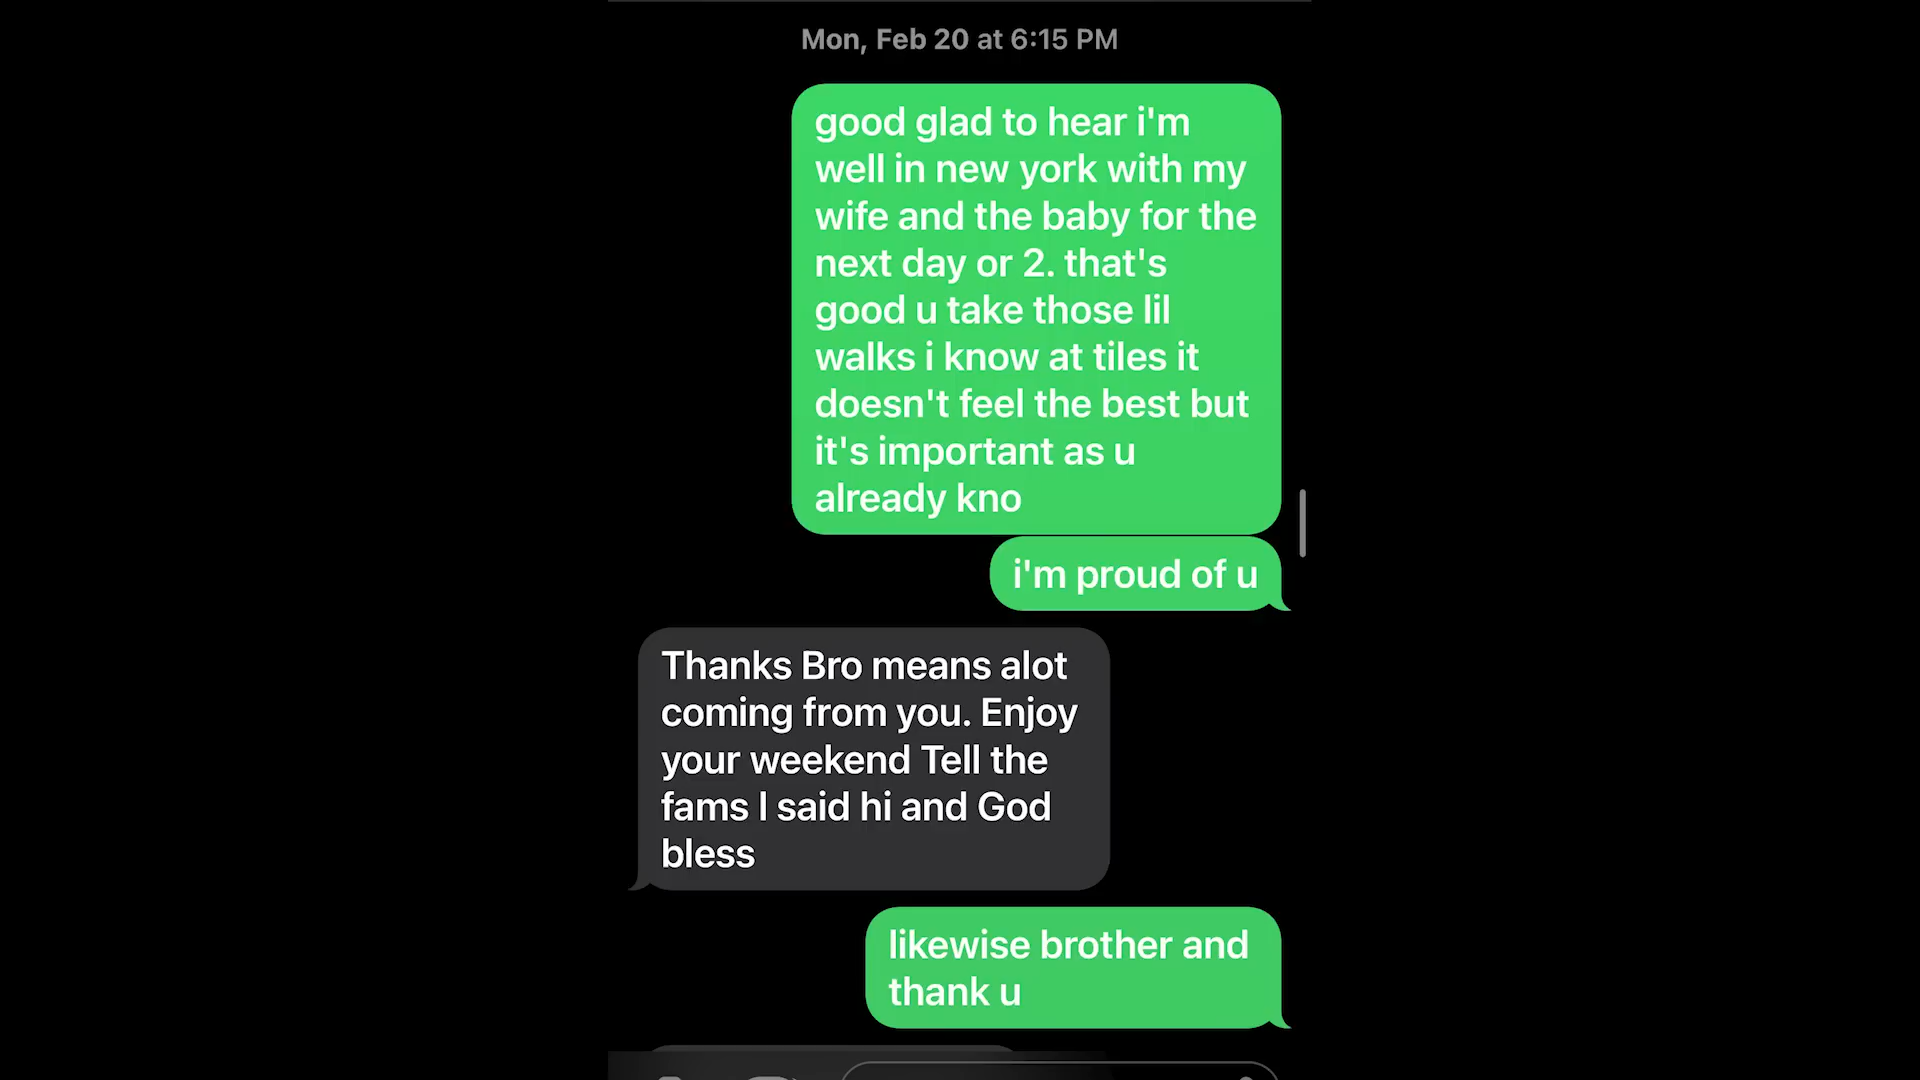 Mon, Feb 20 at 6:15 PM
good glad to hear i'm
well in new york with my
wife and the baby for the
next day or 2. that's
good u take those lil
walks i know at tiles it
doesn't feel the best but
it's important as u
already kno
i'm proud of u
Thanks Bro means alot
coming from you. Enjoy
your weekend Tell the
fams I said hi and God
bless
likewise brother and
thank u